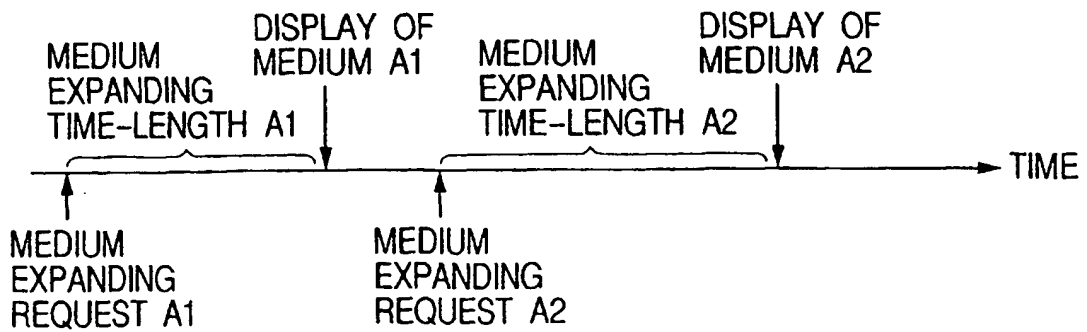 MEDIUM
EXPANDING
TIME-LENGTH A1
DISPLAY OF
MEDIUM A1
MEDIUM
EXPANDING
TIME-LENGTH A2
DISPLAY OF
MEDIUM A2
TIME
MEDIUM
EXPANDING
REQUEST A1
MEDIUM
EXPANDING
REQUEST A2